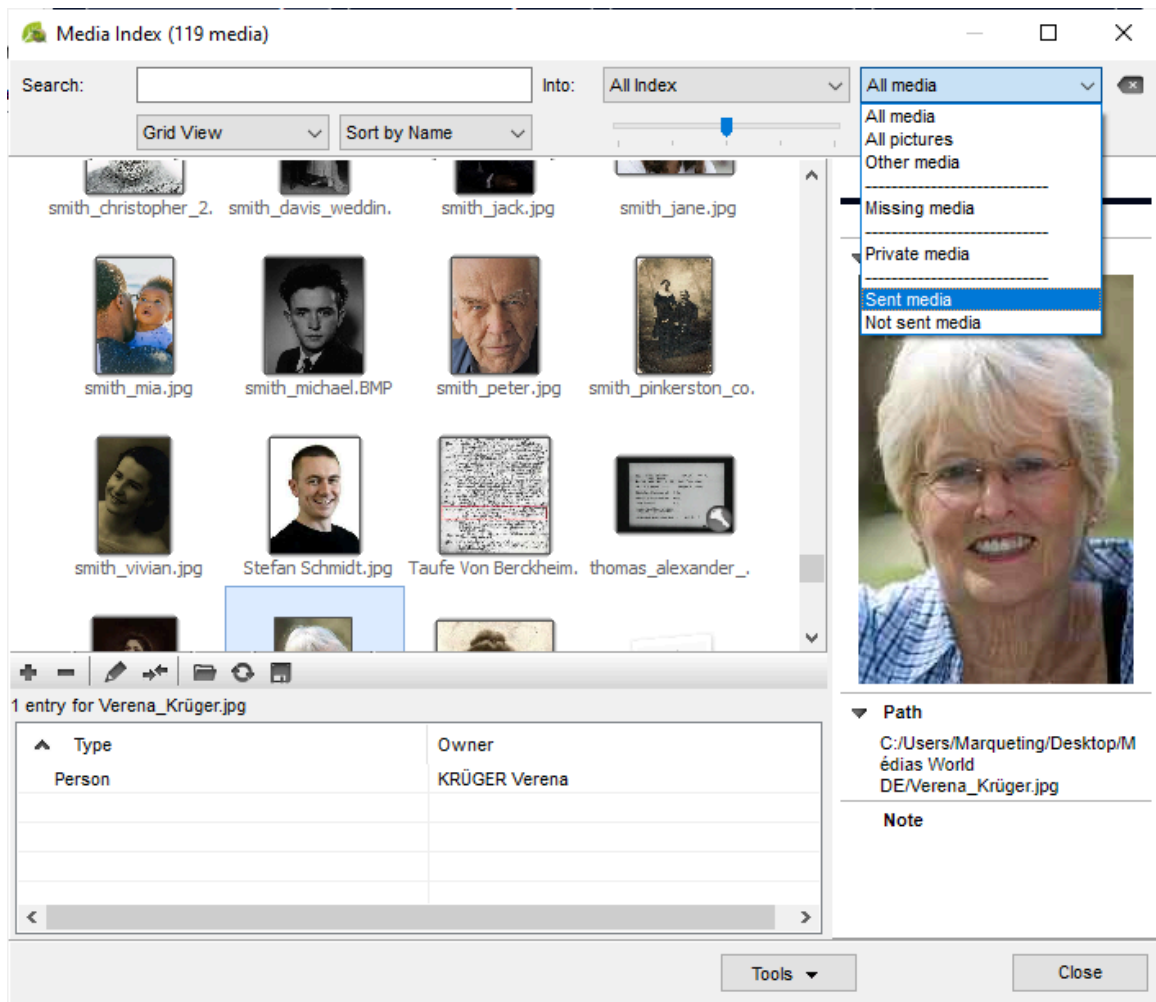 Media Index (119 media)
Search:
Into:
All Index
All media
Grid View
Sort by Name
All media
All pictures
Other media
----------------------------
Missing media
----------------------------
Private media
----------------------------
Sent media
Not sent media
smith_christopher_2. smith_davis_weddin. smith_jack.jpg smith_jane.jpg
smith_mia.jpg smith_michael.BMP smith_peter.jpg smith_pinkerston_co.
smith_vivian.jpg Stefan Schmidt.jpg Taufe Von Berckheim. thomas_alexander_.
1 entry for Verena_Krüger.jpg
Type Owner
Person KRÜGER Verena
Path
C:/Users/Marqueting/Desktop/M
édias World
DE/Verena_Krüger.jpg
Note
Tools
Close